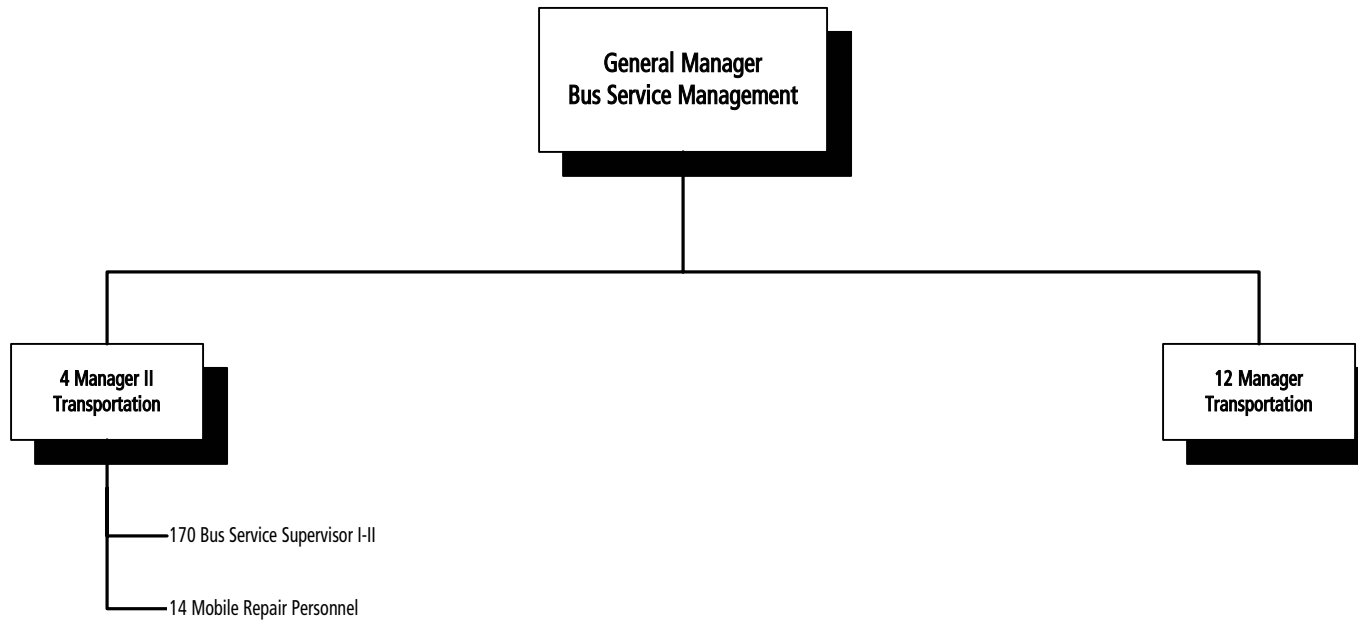 General Manager
Bus Service Management
4 Manager II
Transportation
12 Manager
Transportation
170 Bus Service Supervisor I-II
14 Mobile Repair Personnel